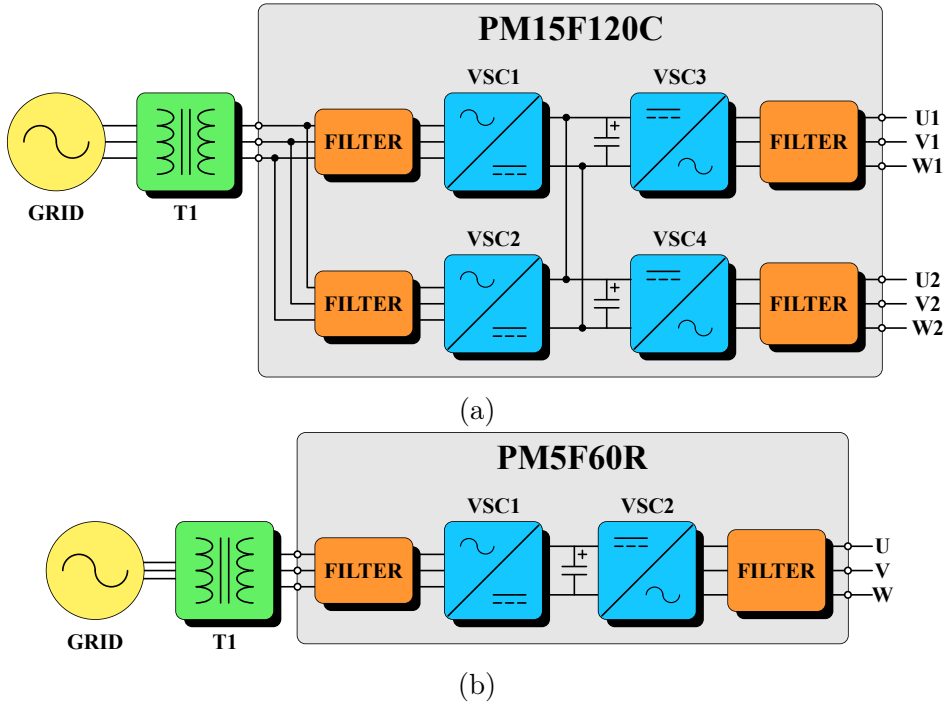 PM15F120C
VSC1 VSC3
FILTER FILTER
U1
V1
W1
GRID T1
VSC2 VSC4
FILTER FILTER
U2
V2
W2
(a)
PM5F60R
VSC1 VSC2
FILTER FILTER
U
V
W
GRID T1
(b)